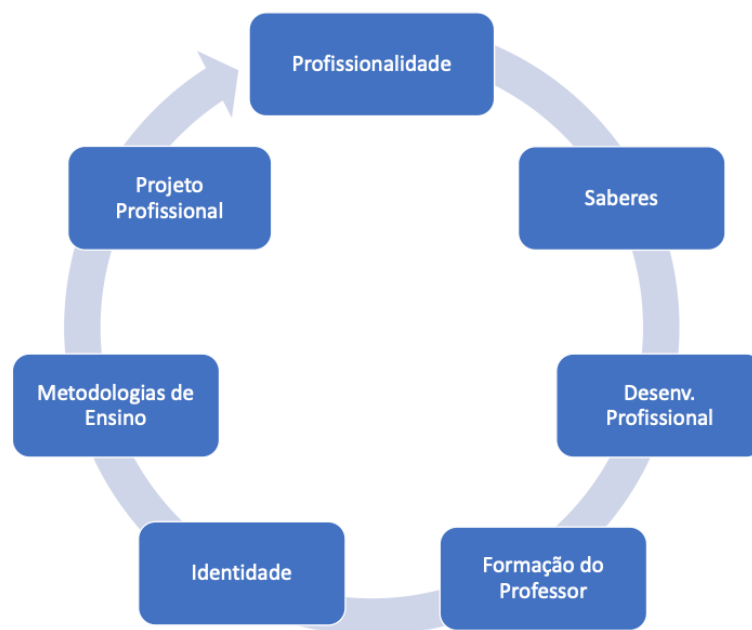 Profissionalidade
Saberes
Desenv.
Profissional
Formação do
Professor
Identidade
Metodologias de
Ensino
Projeto
Profissional